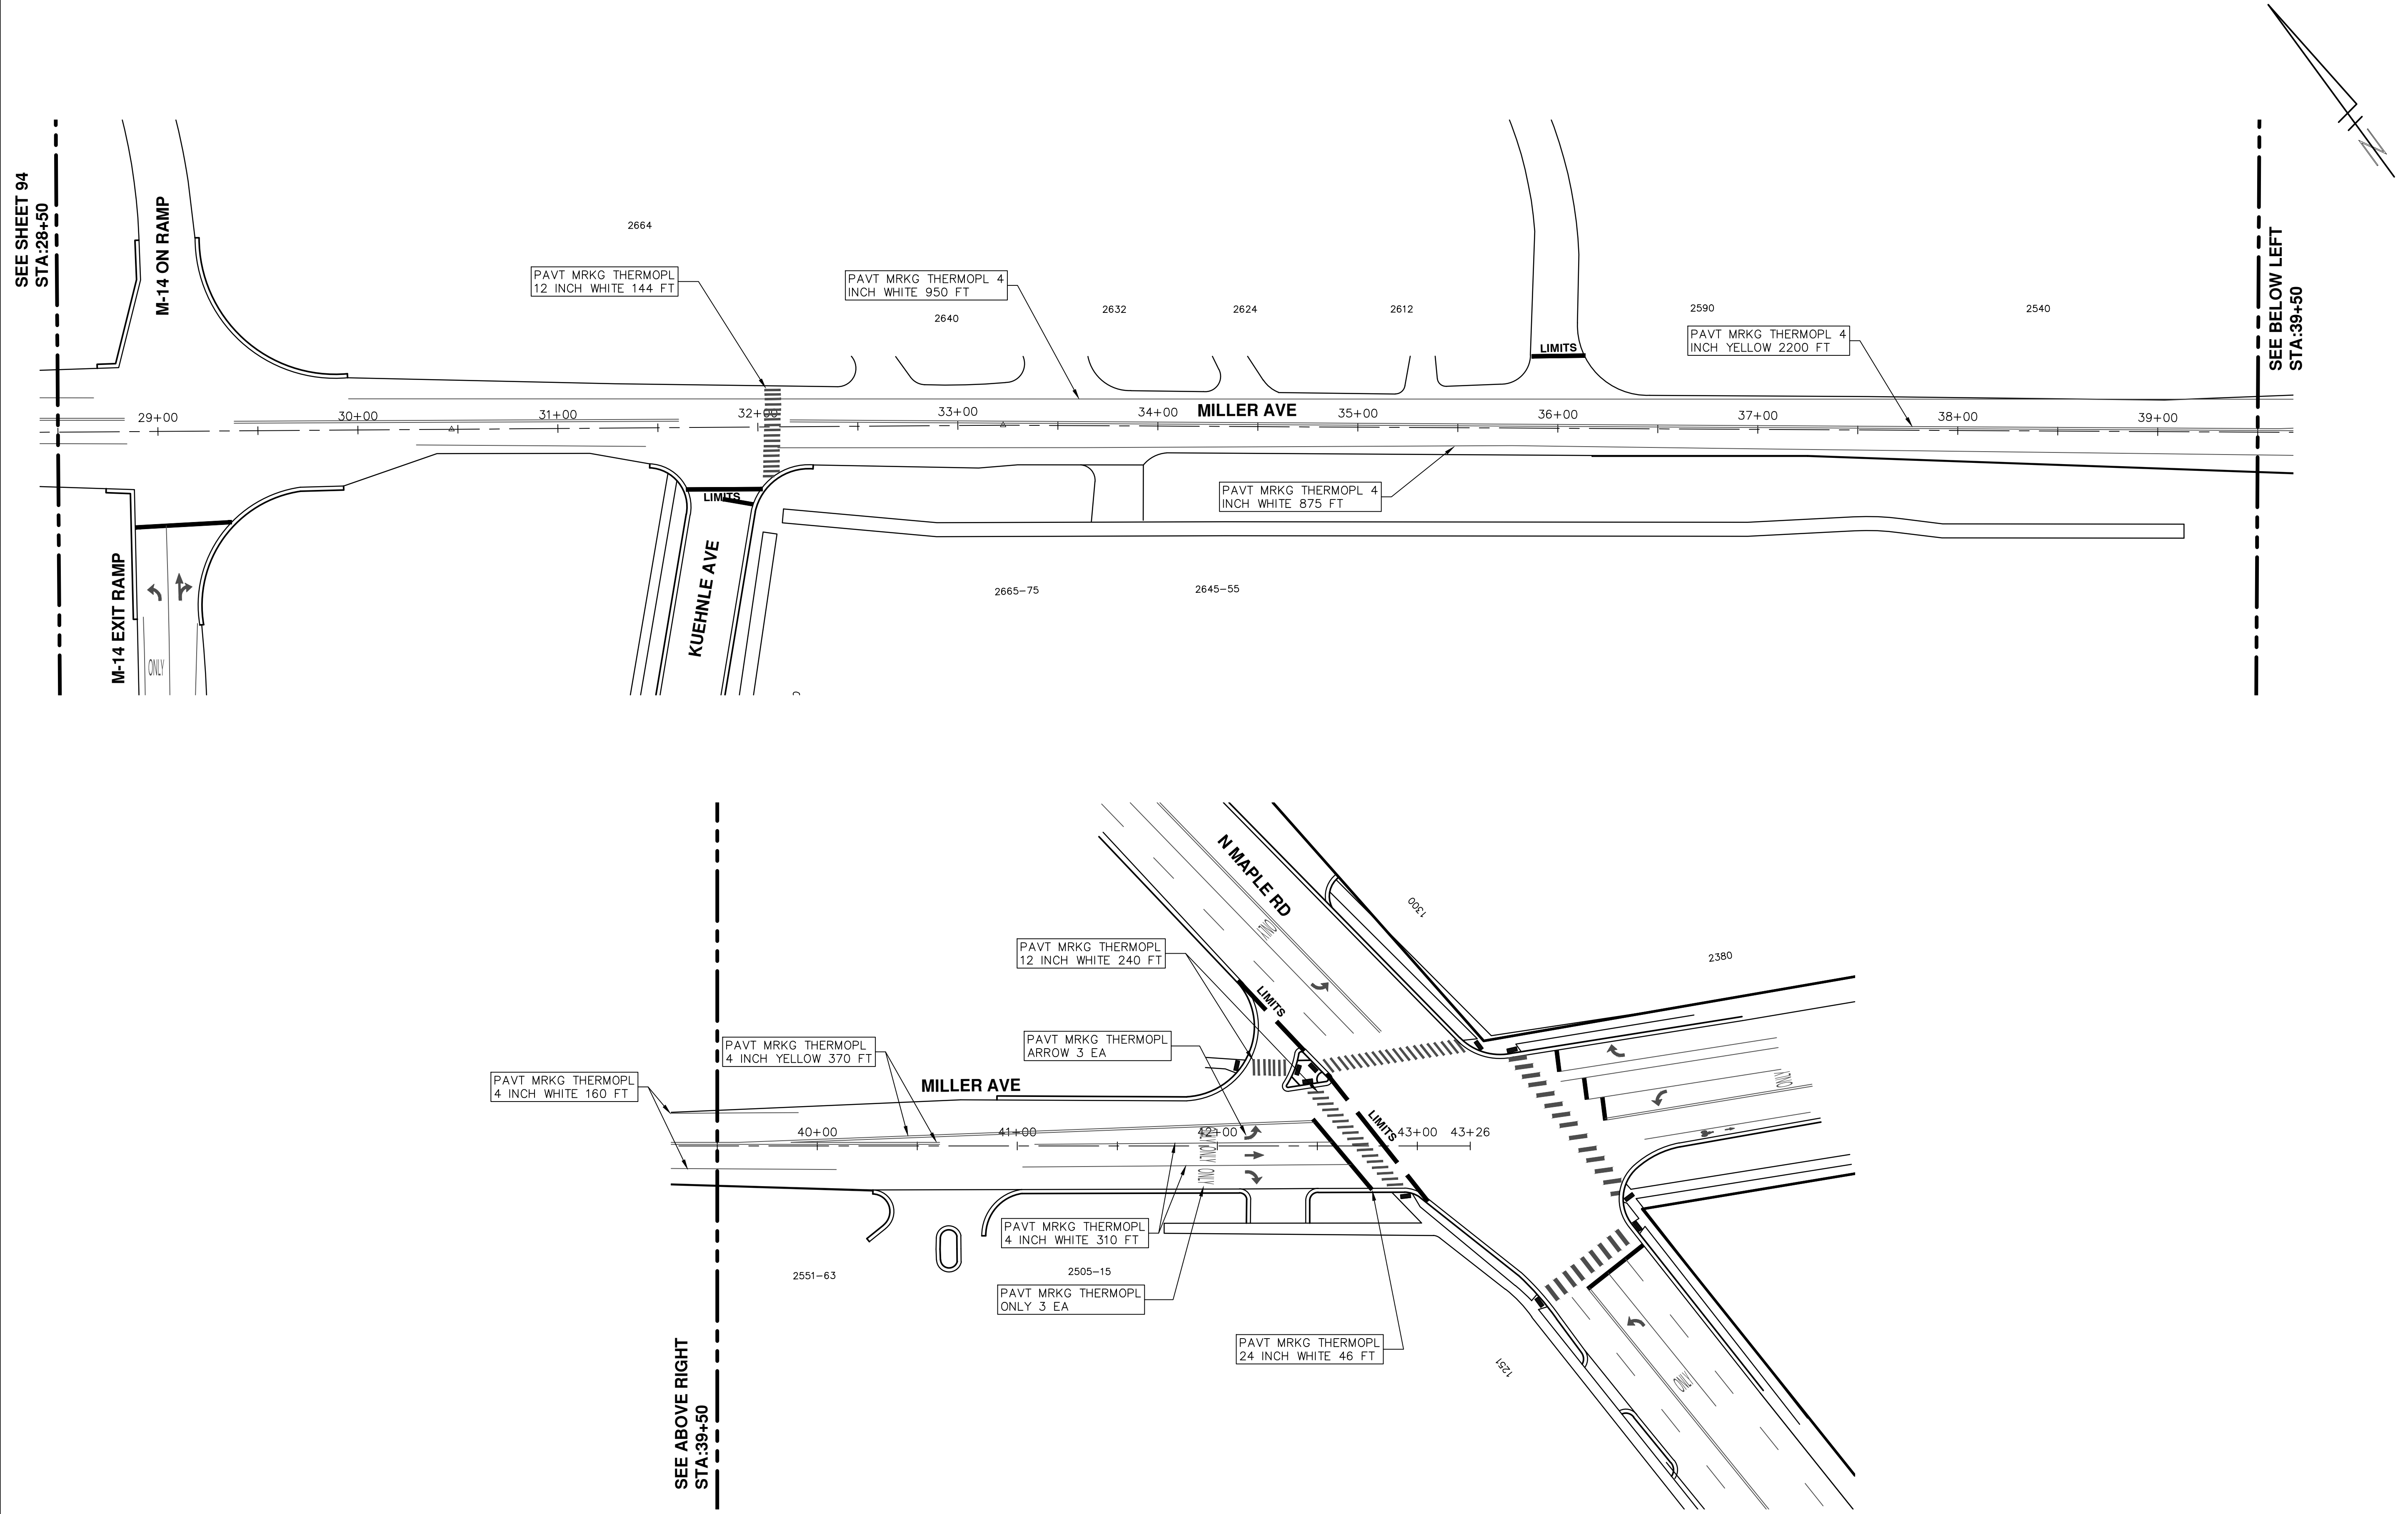 N
SEE SHEET 94
STA:28+50
M-14 ON RAMP
2664
PAVT MRKG THERMOPL
12 INCH WHITE 144 FT
PAVT MRKG THERMOPL 4
INCH WHITE 950 FT
2640
2632
2624
2612
LIMITS
2590
2540
PAVT MRKG THERMOPL 4
INCH YELLOW 2200 FT
SEE BELOW LEFT
STA:39+50
29+00
30+00
31+00
32+00
33+00
34+00
MILLER AVE
35+00
36+00
37+00
38+00
39+00
LIMITS
PAVT MRKG THERMOPL 4
INCH WHITE 875 FT
M-14 EXIT RAMP
ONLY
KUEHNLE AVE
2665-75
2645-55
N MAPLE RD
ONLY
1300
2380
PAVT MRKG THERMOPL
12 INCH WHITE 240 FT
LIMITS
PAVT MRKG THERMOPL
ARROW 3 EA
PAVT MRKG THERMOPL
4 INCH YELLOW 370 FT
PAVT MRKG THERMOPL
4 INCH WHITE 160 FT
MILLER AVE
ONLY
LIMITS
40+00
41+00
42+00
43+00
43+26
ONLY
ONLY
ONLY
PAVT MRKG THERMOPL
4 INCH WHITE 310 FT
2551-63
2505-15
PAVT MRKG THERMOPL
ONLY 3 EA
PAVT MRKG THERMOPL
24 INCH WHITE 46 FT
1251
ONLY
SEE ABOVE RIGHT
STA:39+50